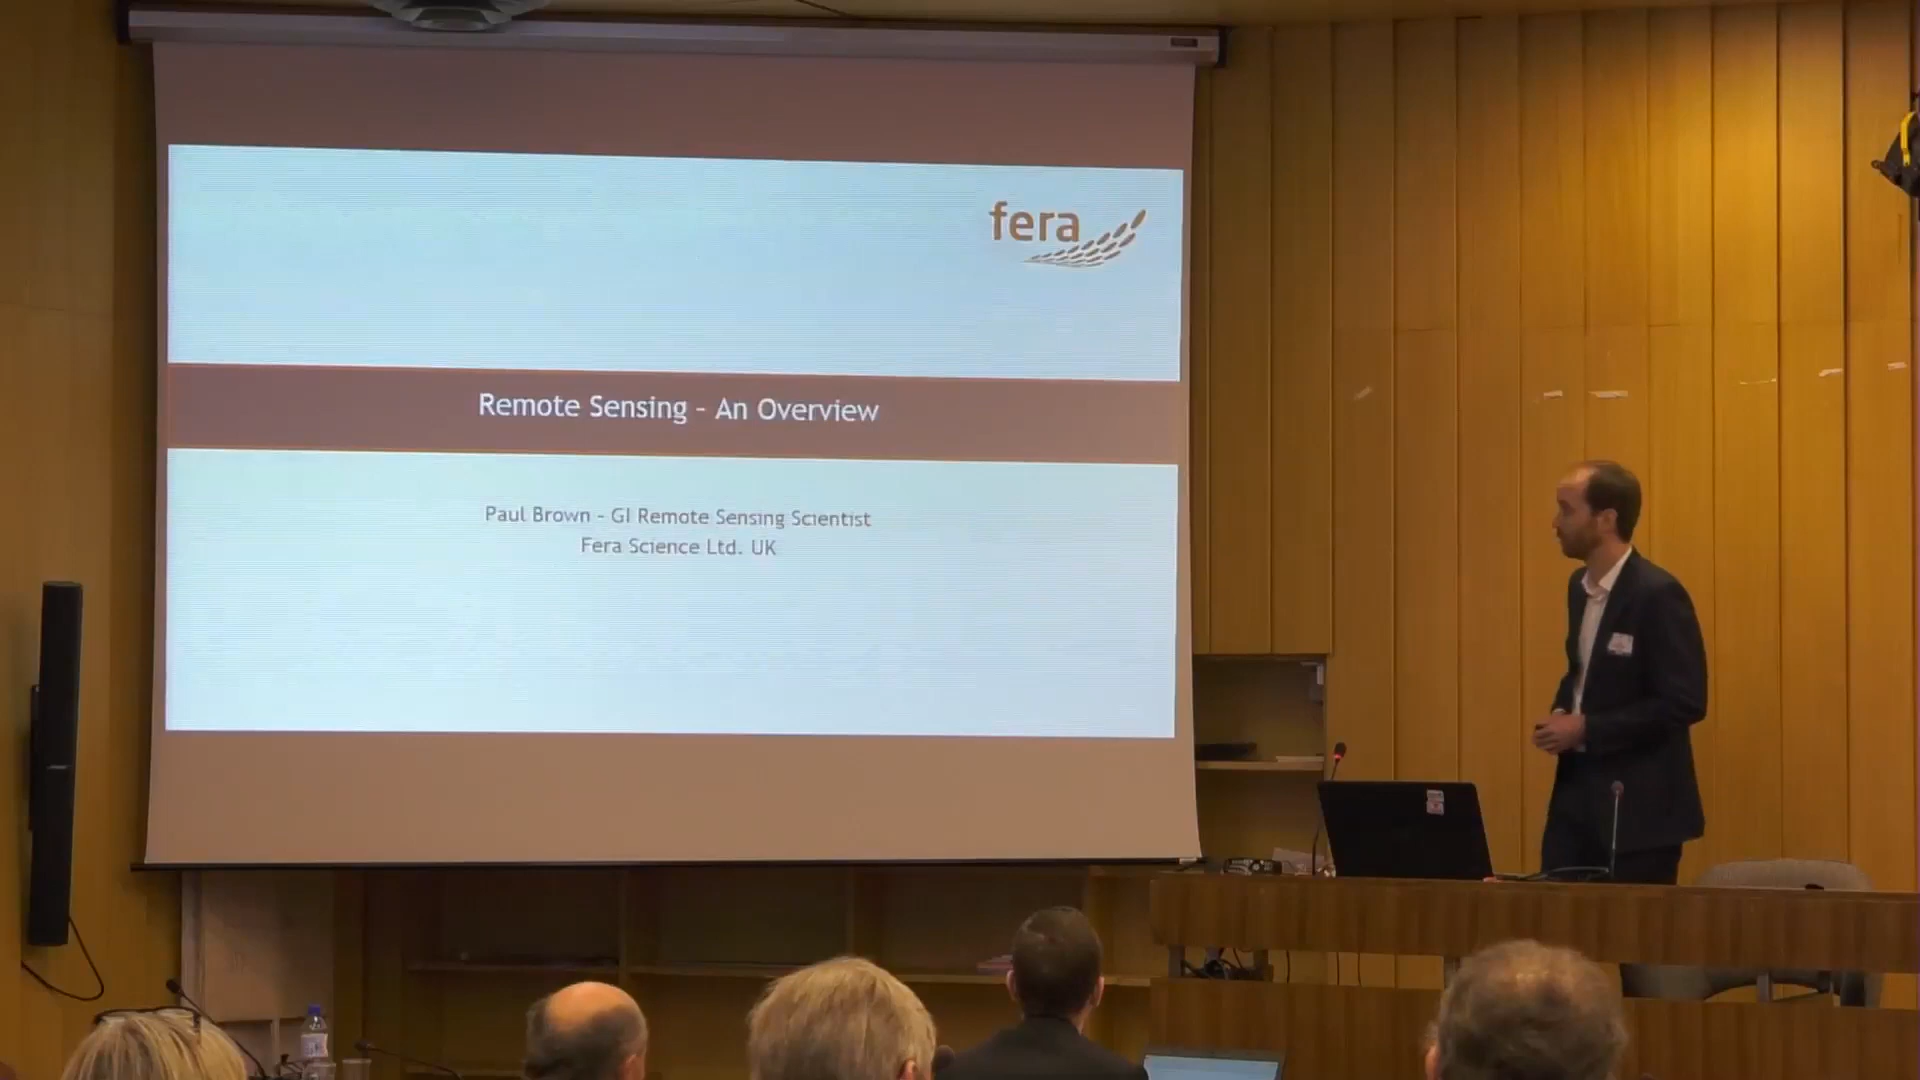 fera
Remote Sensing - An Overview
Paul Brown - GI Remote Sensing Scientist
Fera Science Ltd. UK